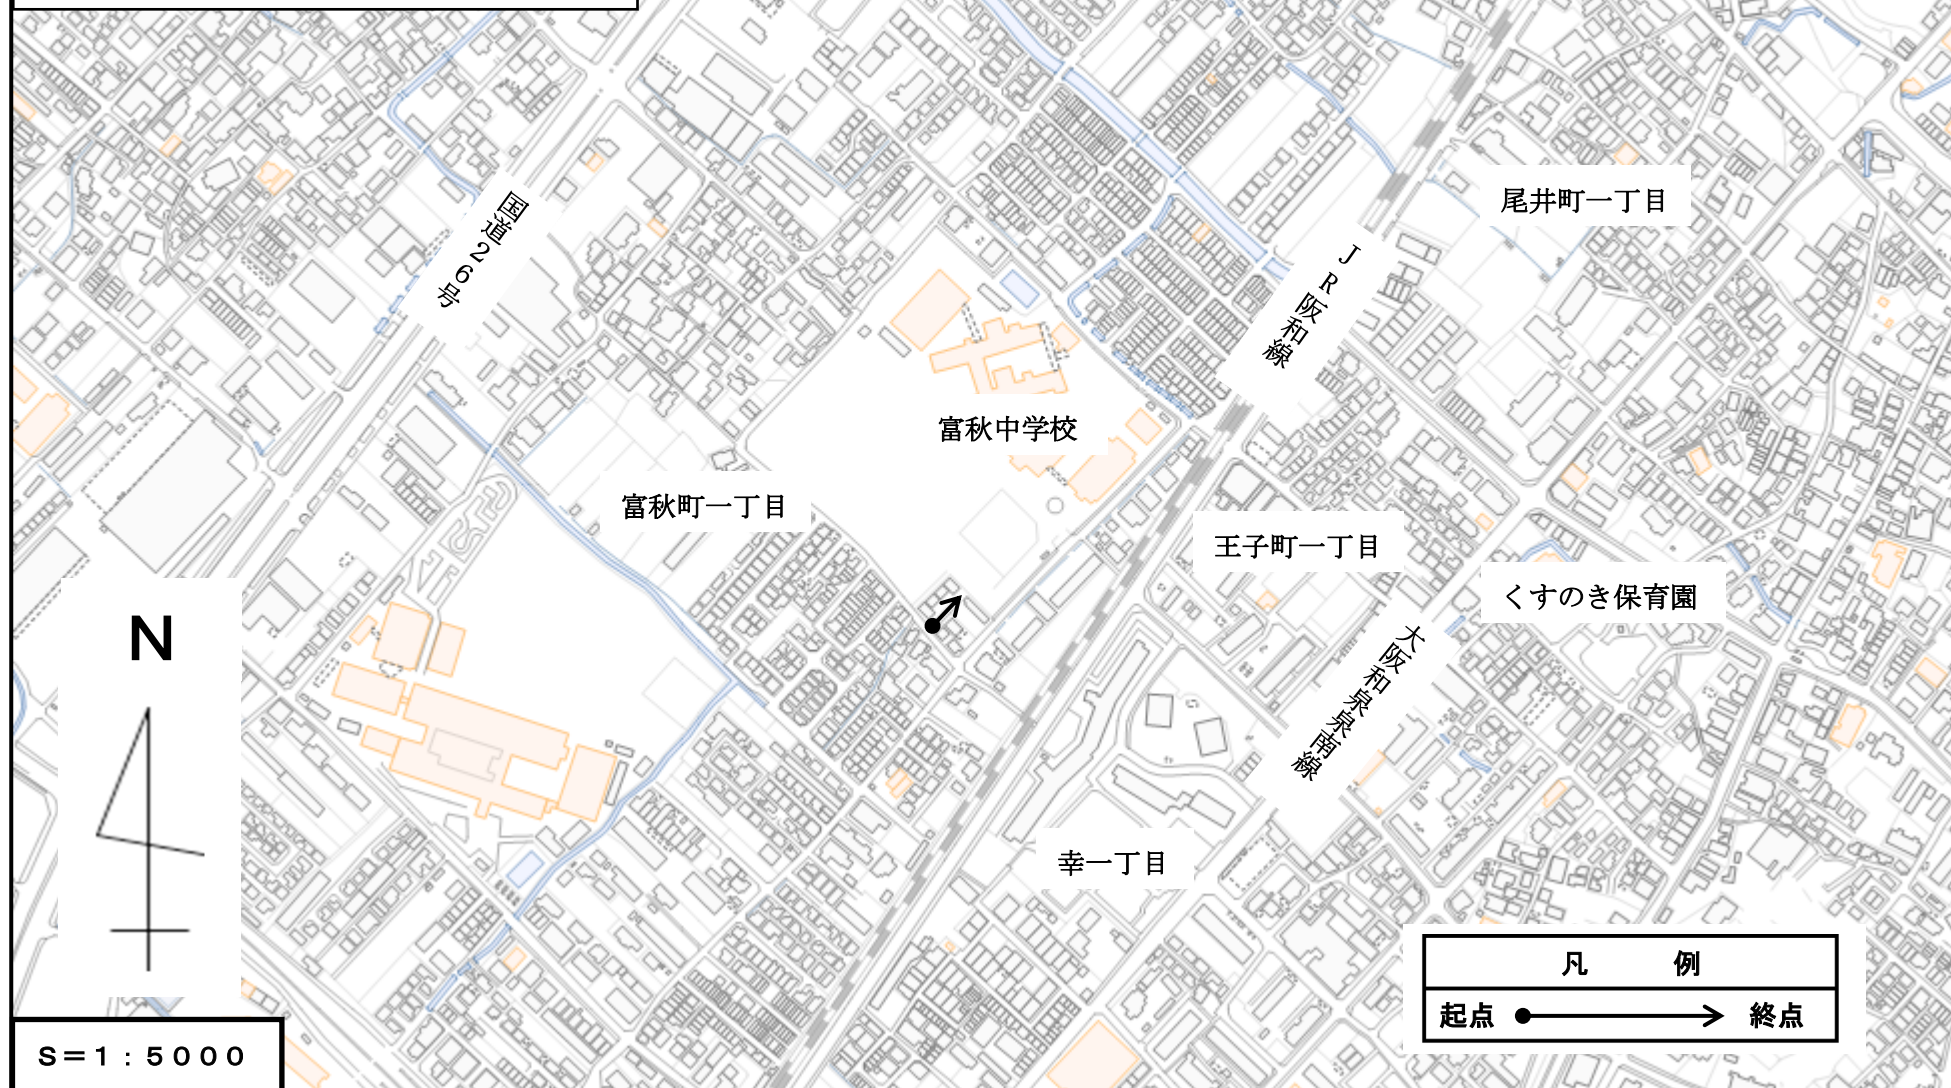 尾井町一丁目
国道26号
JR阪和線
富秋中学校
富秋町一丁目
王子町一丁目
くすのき保育園
N
大阪和泉泉南線
幸一丁目
凡 例
起点 終点
S=1:5000